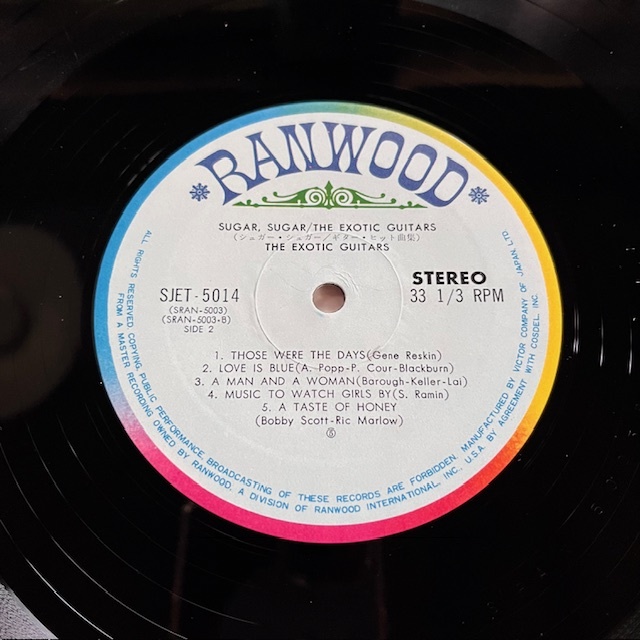 RANWOOD
SUGAR, SUGAR/THE EXOTIC GUITARS
(シュガー・シュガー/ギター・ヒット曲集)
THE EXOTIC GUITARS
SJET-5014
(SRAN-5003)
(SRAN-5003-B)
SIDE 2
STEREO
33 1/3 RPM
1. THOSE WERE THE DAYS(Gene Reskin)
2. LOVE IS BLUE(A. Popp-P. Cour-Blackburn)
3. A MAN AND A WOMAN(Barough-Keller-Lai)
4. MUSIC TO WATCH GIRLS BY(S. Ramin)
5. A TASTE OF HONEY
(Bobby Scott-Ric Marlow)
Ⓢ
ALL RIGHTS RESERVED. COPYING, PUBLIC PERFORMANCE, BROADCASTING OF THESE RECORDS ARE FORBIDDEN. MANUFACTURED BY VICTOR COMPANY OF JAPAN, LTD.
FROM A MASTER RECORDING OWNED BY RANWOOD, A DIVISION OF RANWOOD INTERNATIONAL, INC., U.S.A. BY AGREEMENT WITH COSDEL INC.